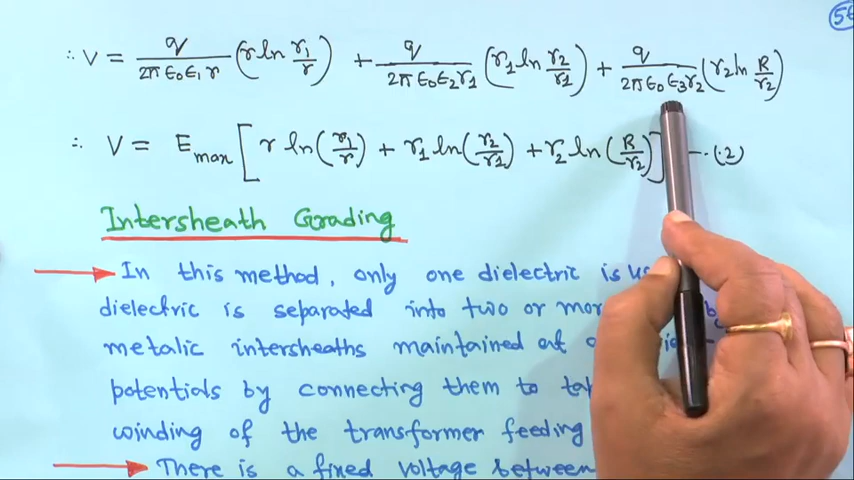 56
∴ V = q/(2π ϵ₀ ϵ₁ r) (r ln r₁/r) + q/(2π ϵ₀ ϵ₂ r₁) (r₁ ln r₂/r₁) + q/(2π ϵ₀ ϵ₃ r₂) (r₂ ln R/r₂)
∴ V = Emax [ r ln (r₁/r) + r₁ ln (r₂/r₁) + r₂ ln (R/r₂) ] --- (.2)
Intersheath Grading
→ In this method, only one dielectric is
dielectric is separated into two or
metalic intersheaths maintained at
potentials by connecting them to
winding of the transformer feeding
→ There is a fixed voltage between